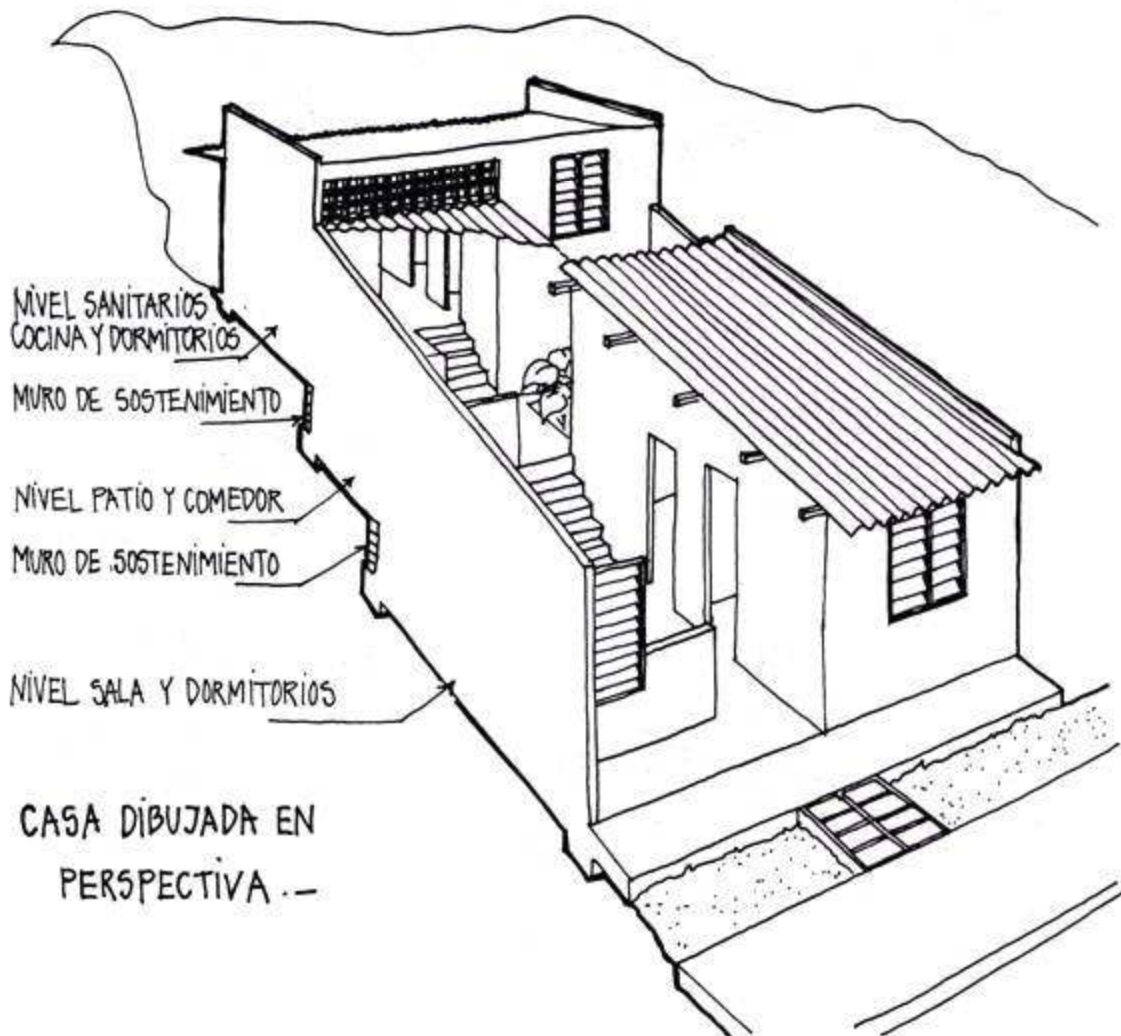 NIVEL SANITARIOS
COCINA Y DORMITORIOS
MURO DE SOSTENIMIENTO
NIVEL PATIO Y COMEDOR
MURO DE SOSTENIMIENTO
NIVEL SALA Y DORMITORIOS
CASA DIBUJADA EN
PERSPECTIVA.-